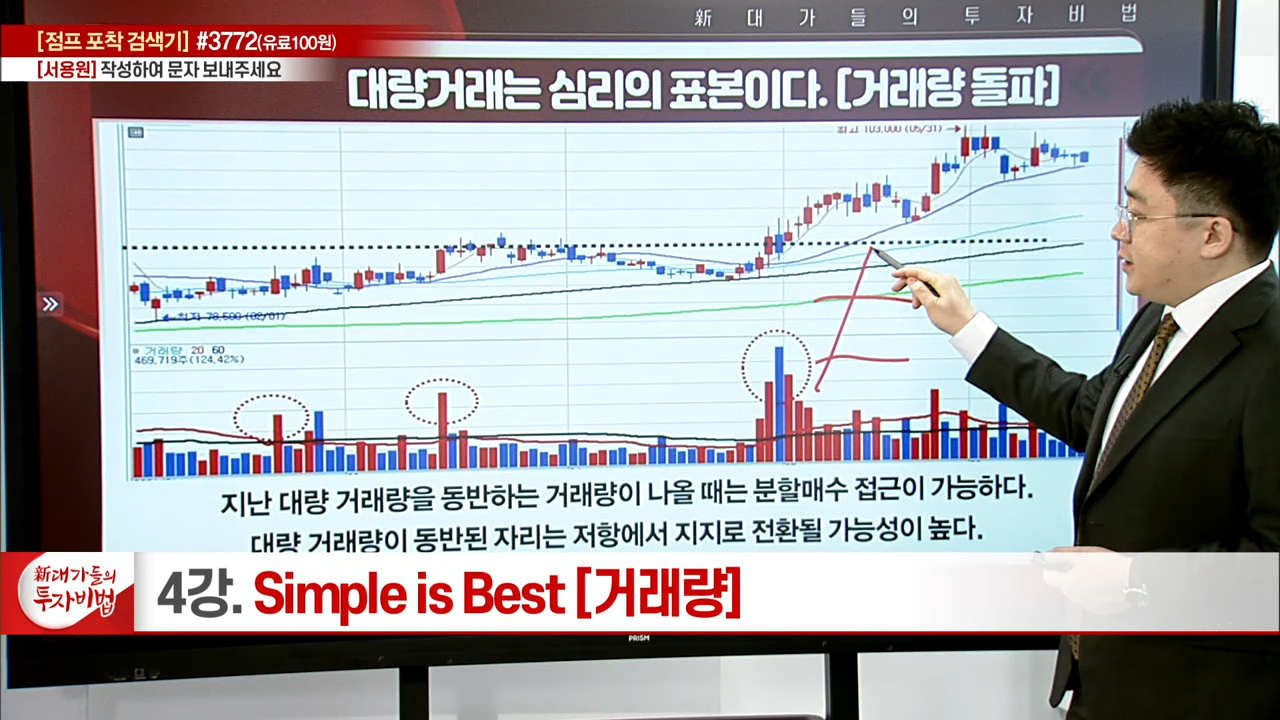 新 대 가 들 의 투 자 비 법
[점프 포착 검색기] #3772(유료100원)
[서용원] 작성하여 문자 보내주세요
대량거래는 심리의 표본이다. [거래량 돌파]
최고 103,000 (05/31)
최저 78,500 (02/01)
거래량 20 60
469,719주(124.42%)
지난 대량 거래량을 동반하는 거래량이 나올 때는 분할매수 접근이 가능하다.
대량 거래량이 동반된 자리는 저항에서 지지로 전환될 가능성이 높다.
新대가들의
투자비법
4강. Simple is Best [거래량]
PRISM